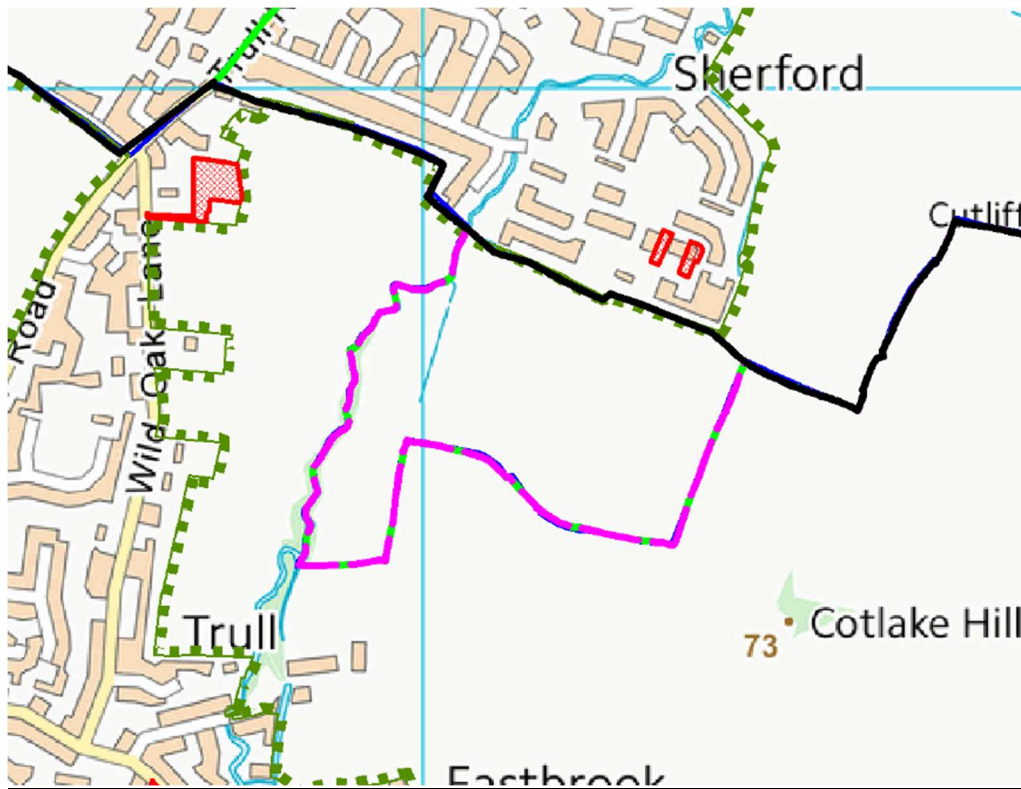 Trull
Sherford
Cutliff
Road
Wild Oak Lane
Trull
Cotlake Hill
73
Eastbrook